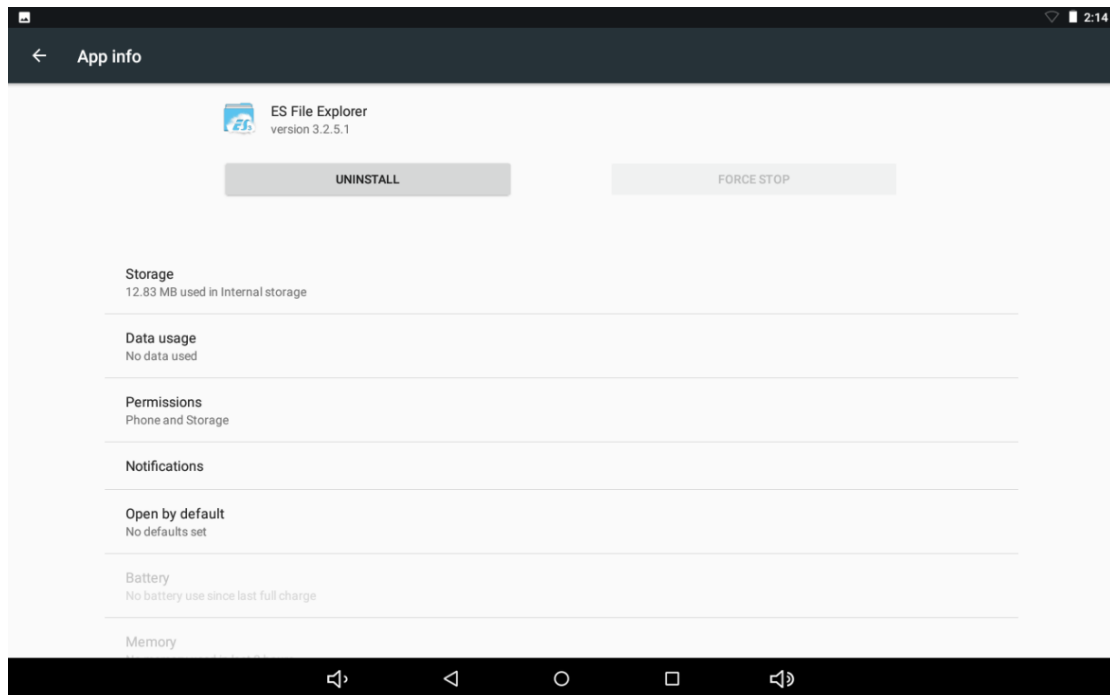 2:14
App info
ES File Explorer
version 3.2.5.1
UNINSTALL
FORCE STOP
Storage
12.83 MB used in Internal storage
Data usage
No data used
Permissions
Phone and Storage
Notifications
Open by default
No defaults set
Battery
No battery use since last full charge
Memory